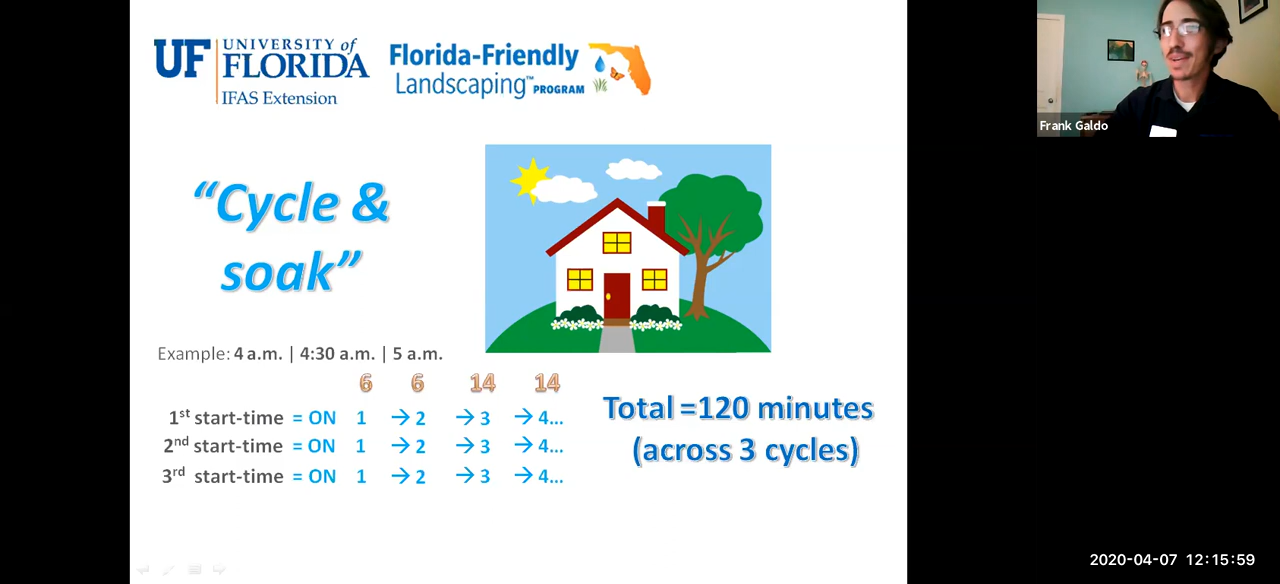 UF UNIVERSITY of
FLORIDA
IFAS Extension
Florida-Friendly
Landscaping™ PROGRAM
Frank Galdo
“Cycle &
soak”
Example: 4 a.m. | 4:30 a.m. | 5 a.m.
6 6 14 14
1st start-time = ON 1 → 2 → 3 → 4...
2nd start-time = ON 1 → 2 → 3 → 4...
3rd start-time = ON 1 → 2 → 3 → 4...
Total =120 minutes
(across 3 cycles)
2020-04-07 12:15:59